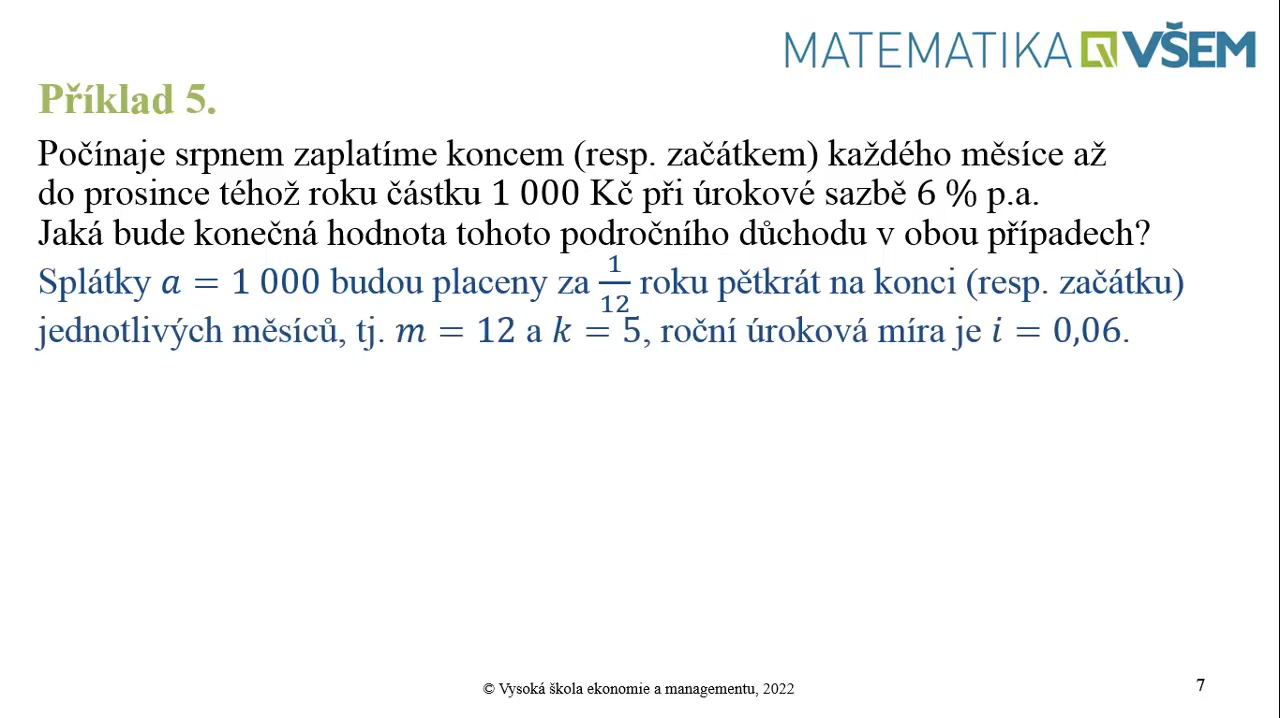 MATEMATIKA VŠEM
Příklad 5.
Počínaje srpnem zaplatíme koncem (resp. začátkem) každého měsíce až
do prosince téhož roku částku 1 000 Kč při úrokové sazbě 6 % p.a.
Jaká bude konečná hodnota tohoto područního důchodu v obou případech?
Splátky a = 1 000 budou placeny za 1/12 roku pětkrát na konci (resp. začátku)
jednotlivých měsíců, tj. m = 12 a k = 5, roční úroková míra je i = 0,06.
© Vysoká škola ekonomie a managementu, 2022
7